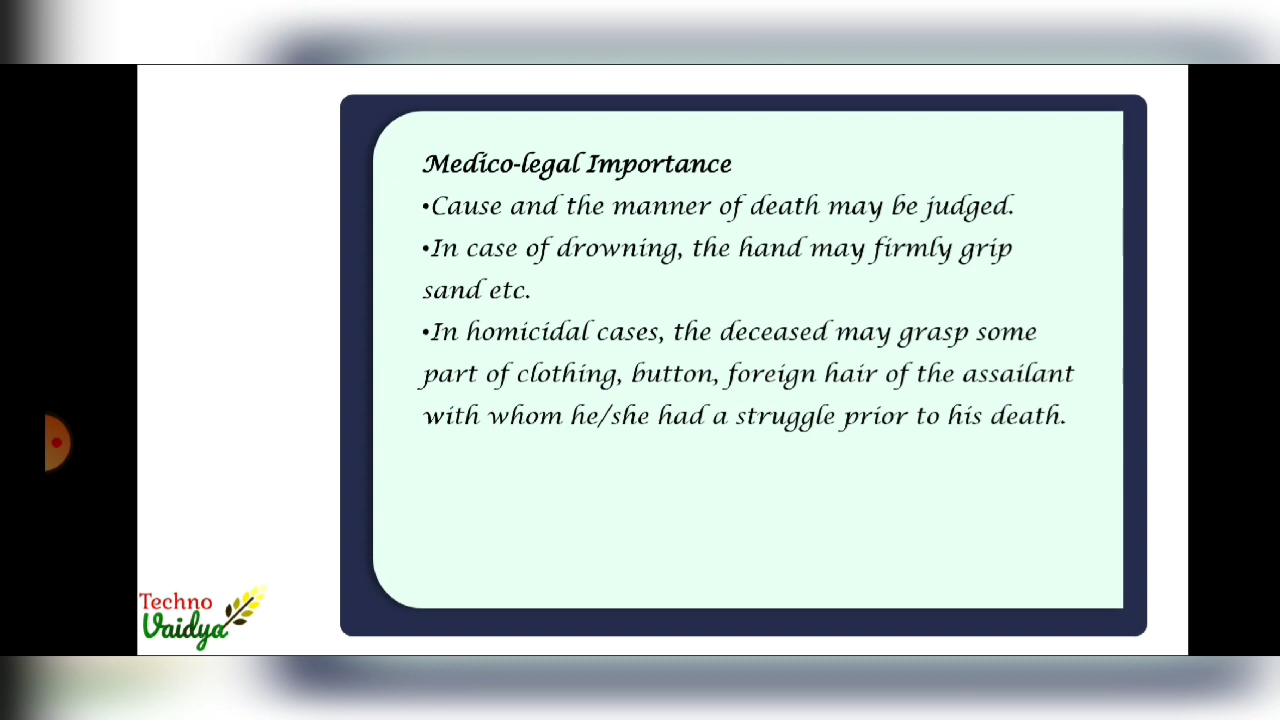 Medico-legal Importance
•Cause and the manner of death may be judged.
•In case of drowning, the hand may firmly grip
sand etc.
•In homicidal cases, the deceased may grasp some
part of clothing, button, foreign hair of the assailant
with whom he/she had a struggle prior to his death.
Techno
Vaidya